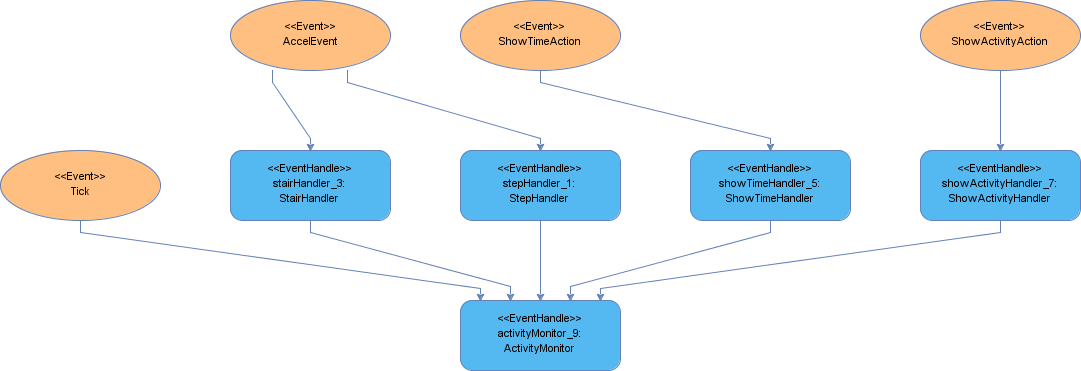 <<Event>>
AccelEvent
<<Event>>
ShowTimeAction
<<Event>>
ShowActivityAction
<<Event>>
Tick
<<EventHandle>>
stairHandler_3:
StairHandler
<<EventHandle>>
stepHandler_1:
StepHandler
<<EventHandle>>
showTimeHandler_5:
ShowTimeHandler
<<EventHandle>>
showActivityHandler_7:
ShowActivityHandler
<<EventHandle>>
activityMonitor_9:
ActivityMonitor